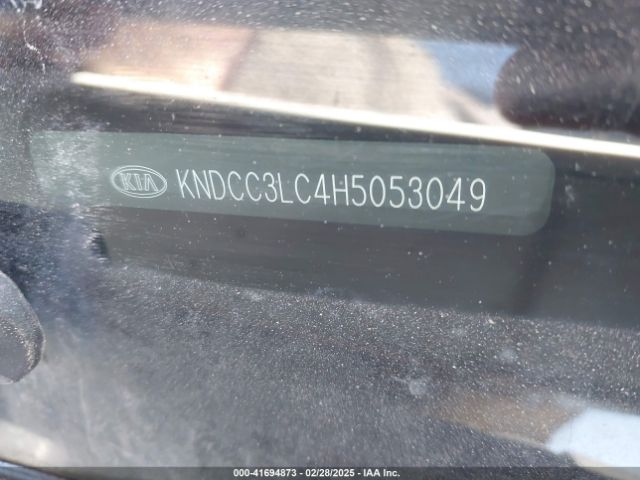 KIA KNDCC3LC4H5053049
000-41694873 | 02/28/2025 - IAA Inc.